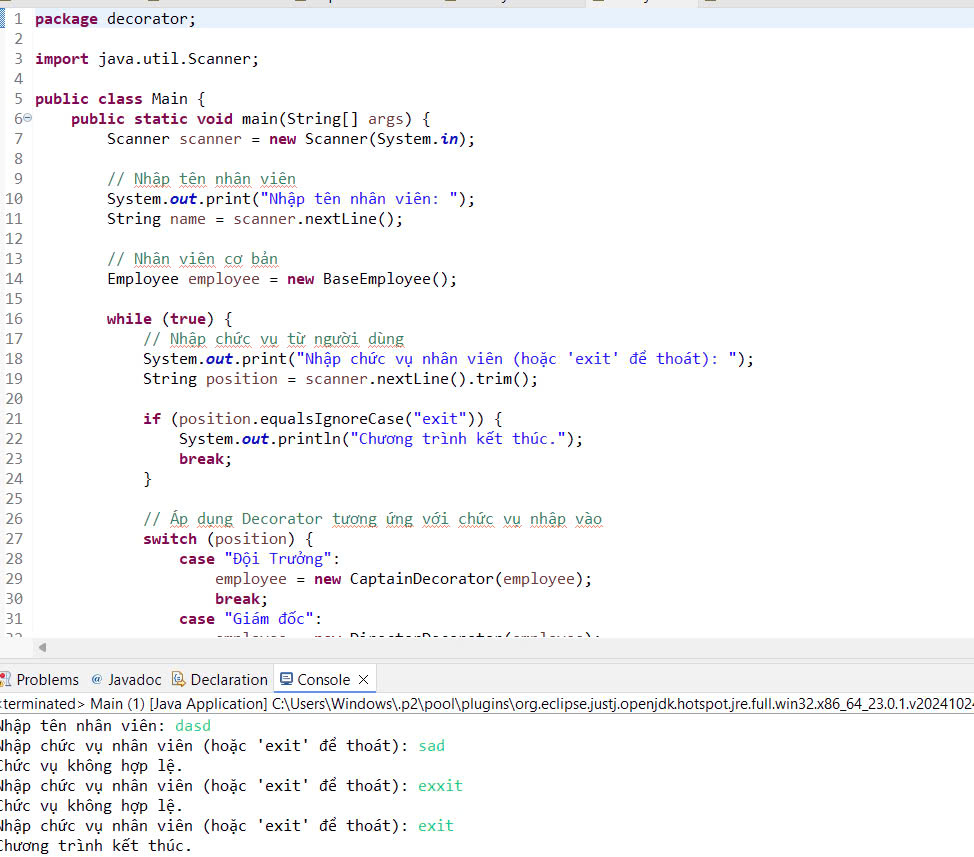 1 package decorator;
2
3 import java.util.Scanner;
4
5 public class Main {
6 public static void main(String[] args) {
7 Scanner scanner = new Scanner(System.in);
8
9 // Nhập tên nhân viên
10 System.out.print("Nhập tên nhân viên: ");
11 String name = scanner.nextLine();
12
13 // Nhân viên cơ bản
14 Employee employee = new BaseEmployee();
15
16 while (true) {
17 // Nhập chức vụ từ người dùng
18 System.out.print("Nhập chức vụ nhân viên (hoặc 'exit' để thoát): ");
19 String position = scanner.nextLine().trim();
20
21 if (position.equalsIgnoreCase("exit")) {
22 System.out.println("Chương trình kết thúc.");
23 break;
24 }
25
26 // Áp dụng Decorator tương ứng với chức vụ nhập vào
27 switch (position) {
28 case "Đội Trưởng":
29 employee = new CaptainDecorator(employee);
30 break;
31 case "Giám đốc":
32 employee = new DirectorDecorator(employee);
Problems @ Javadoc Declaration Console
<terminated> Main (1) [Java Application] C:\Users\Windows\.p2\pool\plugins\org.eclipse.justj.openjdk.hotspot.jre.full.win32.x86_64_23.0.1.v2024102
Nhập tên nhân viên: dasd
Nhập chức vụ nhân viên (hoặc 'exit' để thoát): sad
Chức vụ không hợp lệ.
Nhập chức vụ nhân viên (hoặc 'exit' để thoát): exxit
Chức vụ không hợp lệ.
Nhập chức vụ nhân viên (hoặc 'exit' để thoát): exit
Chương trình kết thúc.